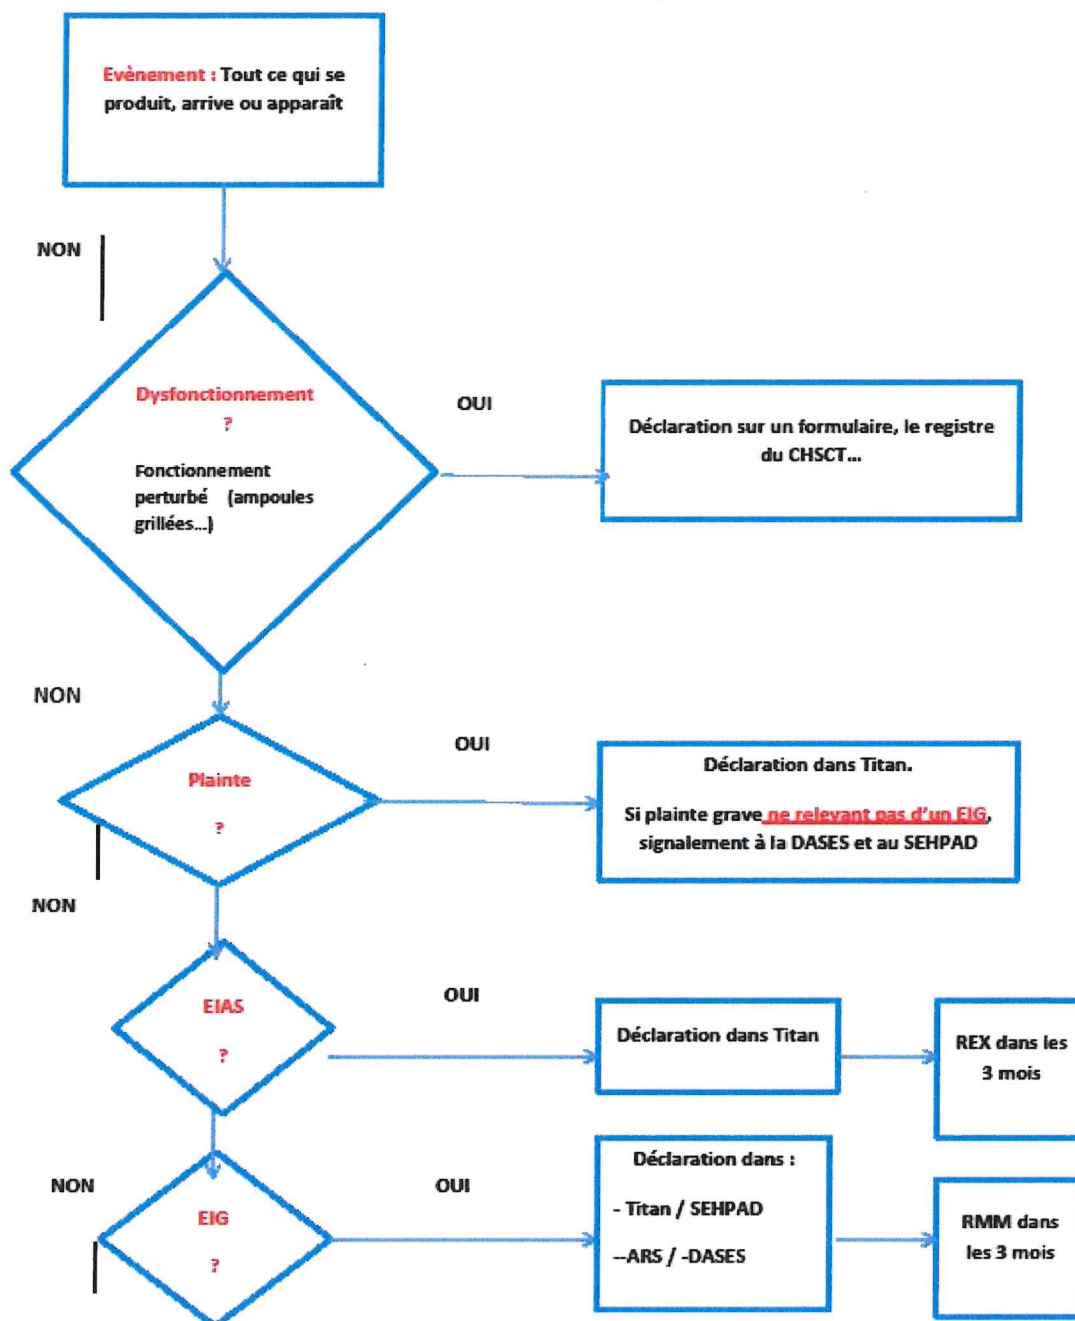 Evènement : Tout ce qui se
produit, arrive ou apparaît
NON
Dysfonctionnement
?
Fonctionnement
perturbé (ampoules
grillées...)
OUI
Déclaration sur un formulaire, le registre
du CHSCT...
NON
Plainte
?
OUI
Déclaration dans Titan.
Si plainte grave ne relevant pas d'un EIG,
signalement à la DASES et au SEHPAD
NON
EIAS
?
OUI
Déclaration dans Titan
REX dans les
3 mois
NON
EIG
?
OUI
Déclaration dans :
- Titan / SEHPAD
--ARS / -DASES
RMM dans
les 3 mois